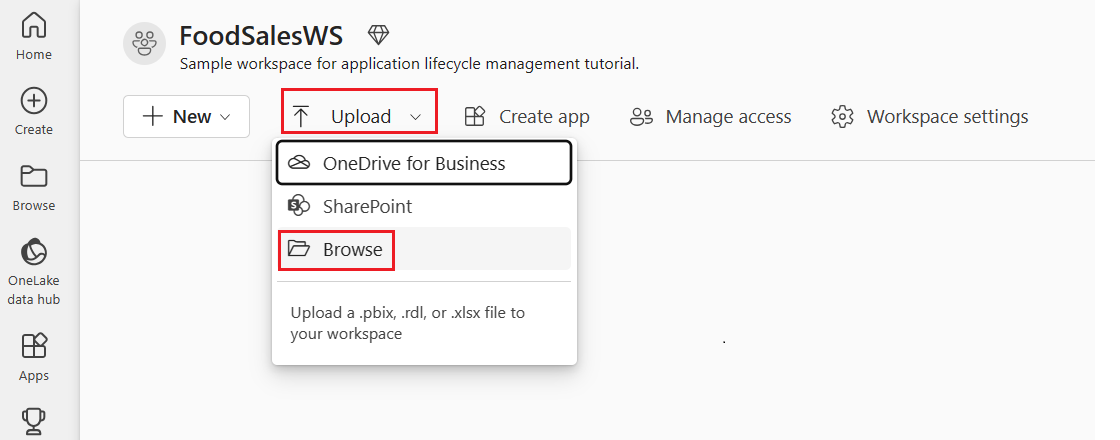 Home
Create
Browse
OneLake
data hub
Apps
FoodSalesWS
Sample workspace for application lifecycle management tutorial.
New
Upload
Create app
Manage access
Workspace settings
OneDrive for Business
SharePoint
Browse
Upload a .pbix, .rdl, or .xlsx file to
your workspace
.